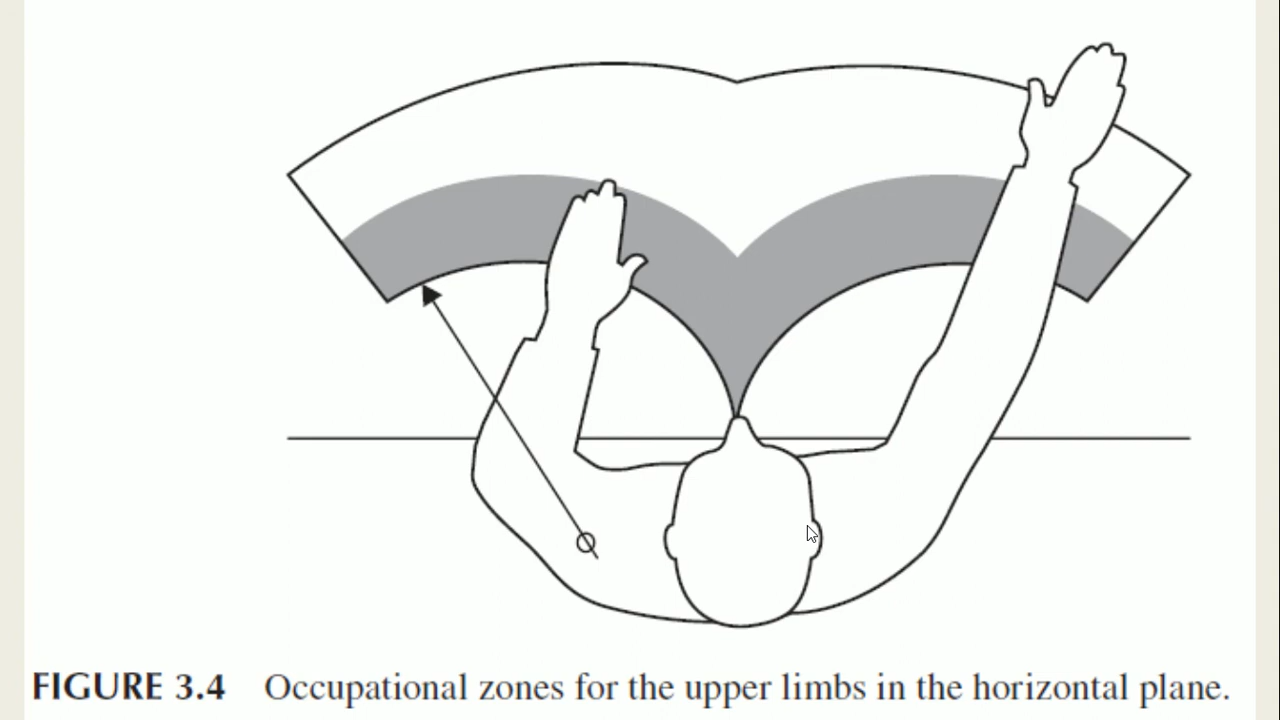 FIGURE 3.4 Occupational zones for the upper limbs in the horizontal plane.